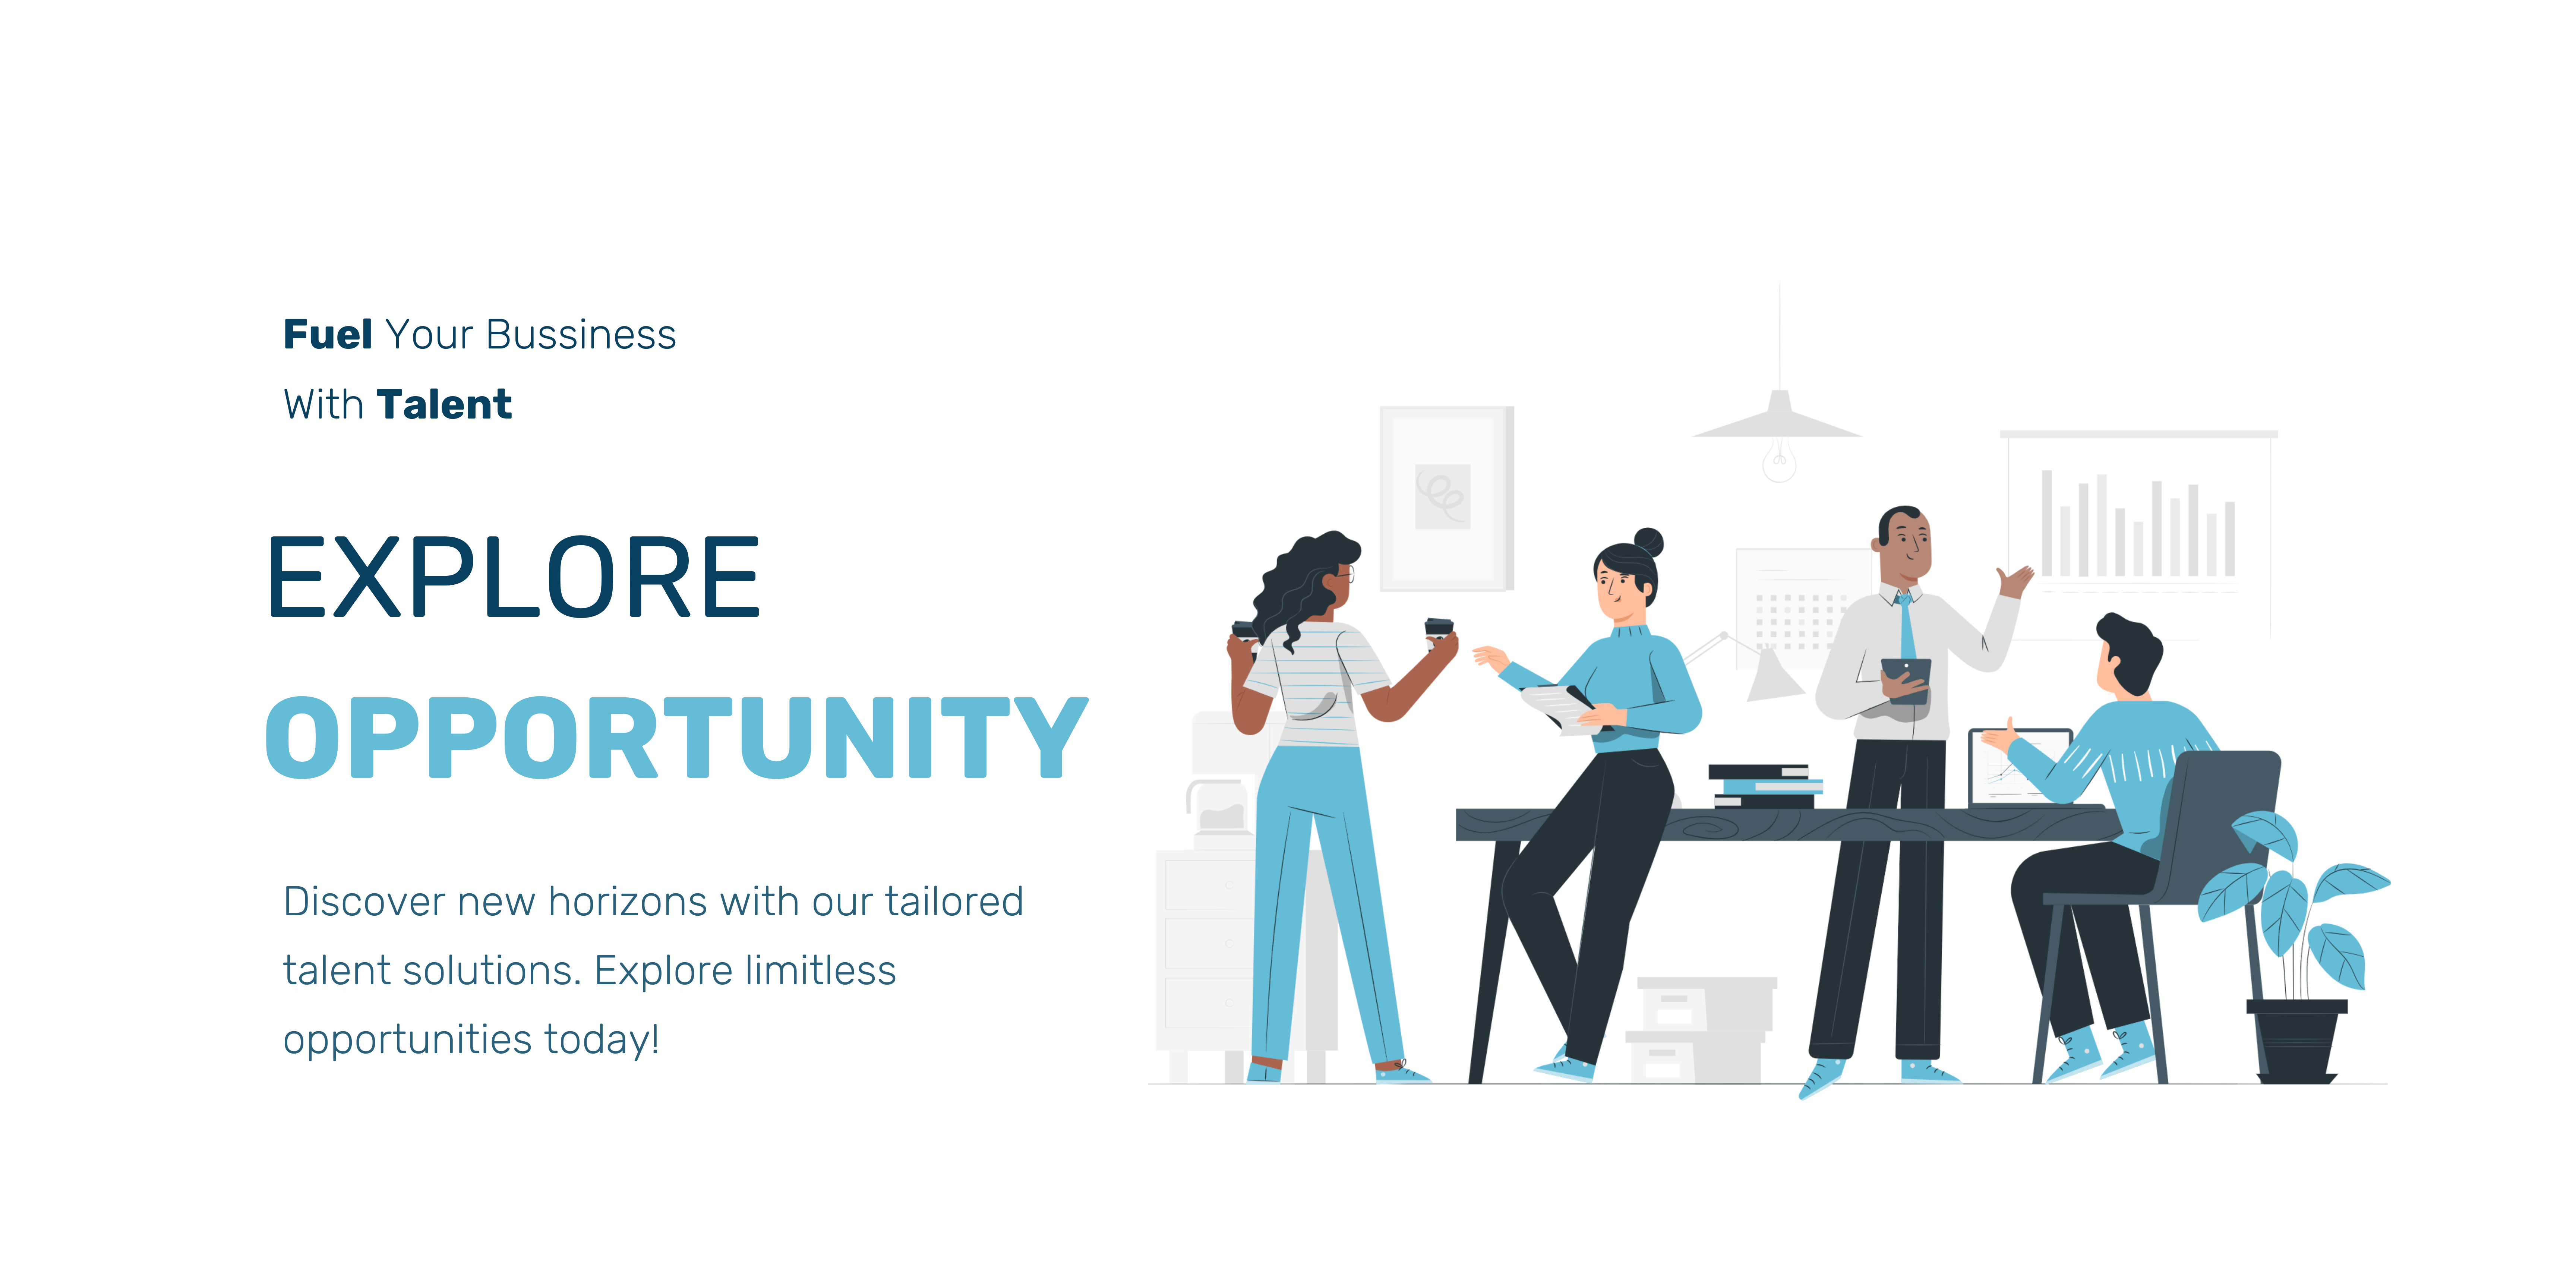 Fuel Your Bussiness
With Talent
EXPLORE
OPPORTUNITY
Discover new horizons with our tailored
talent solutions. Explore limitless
opportunities today!